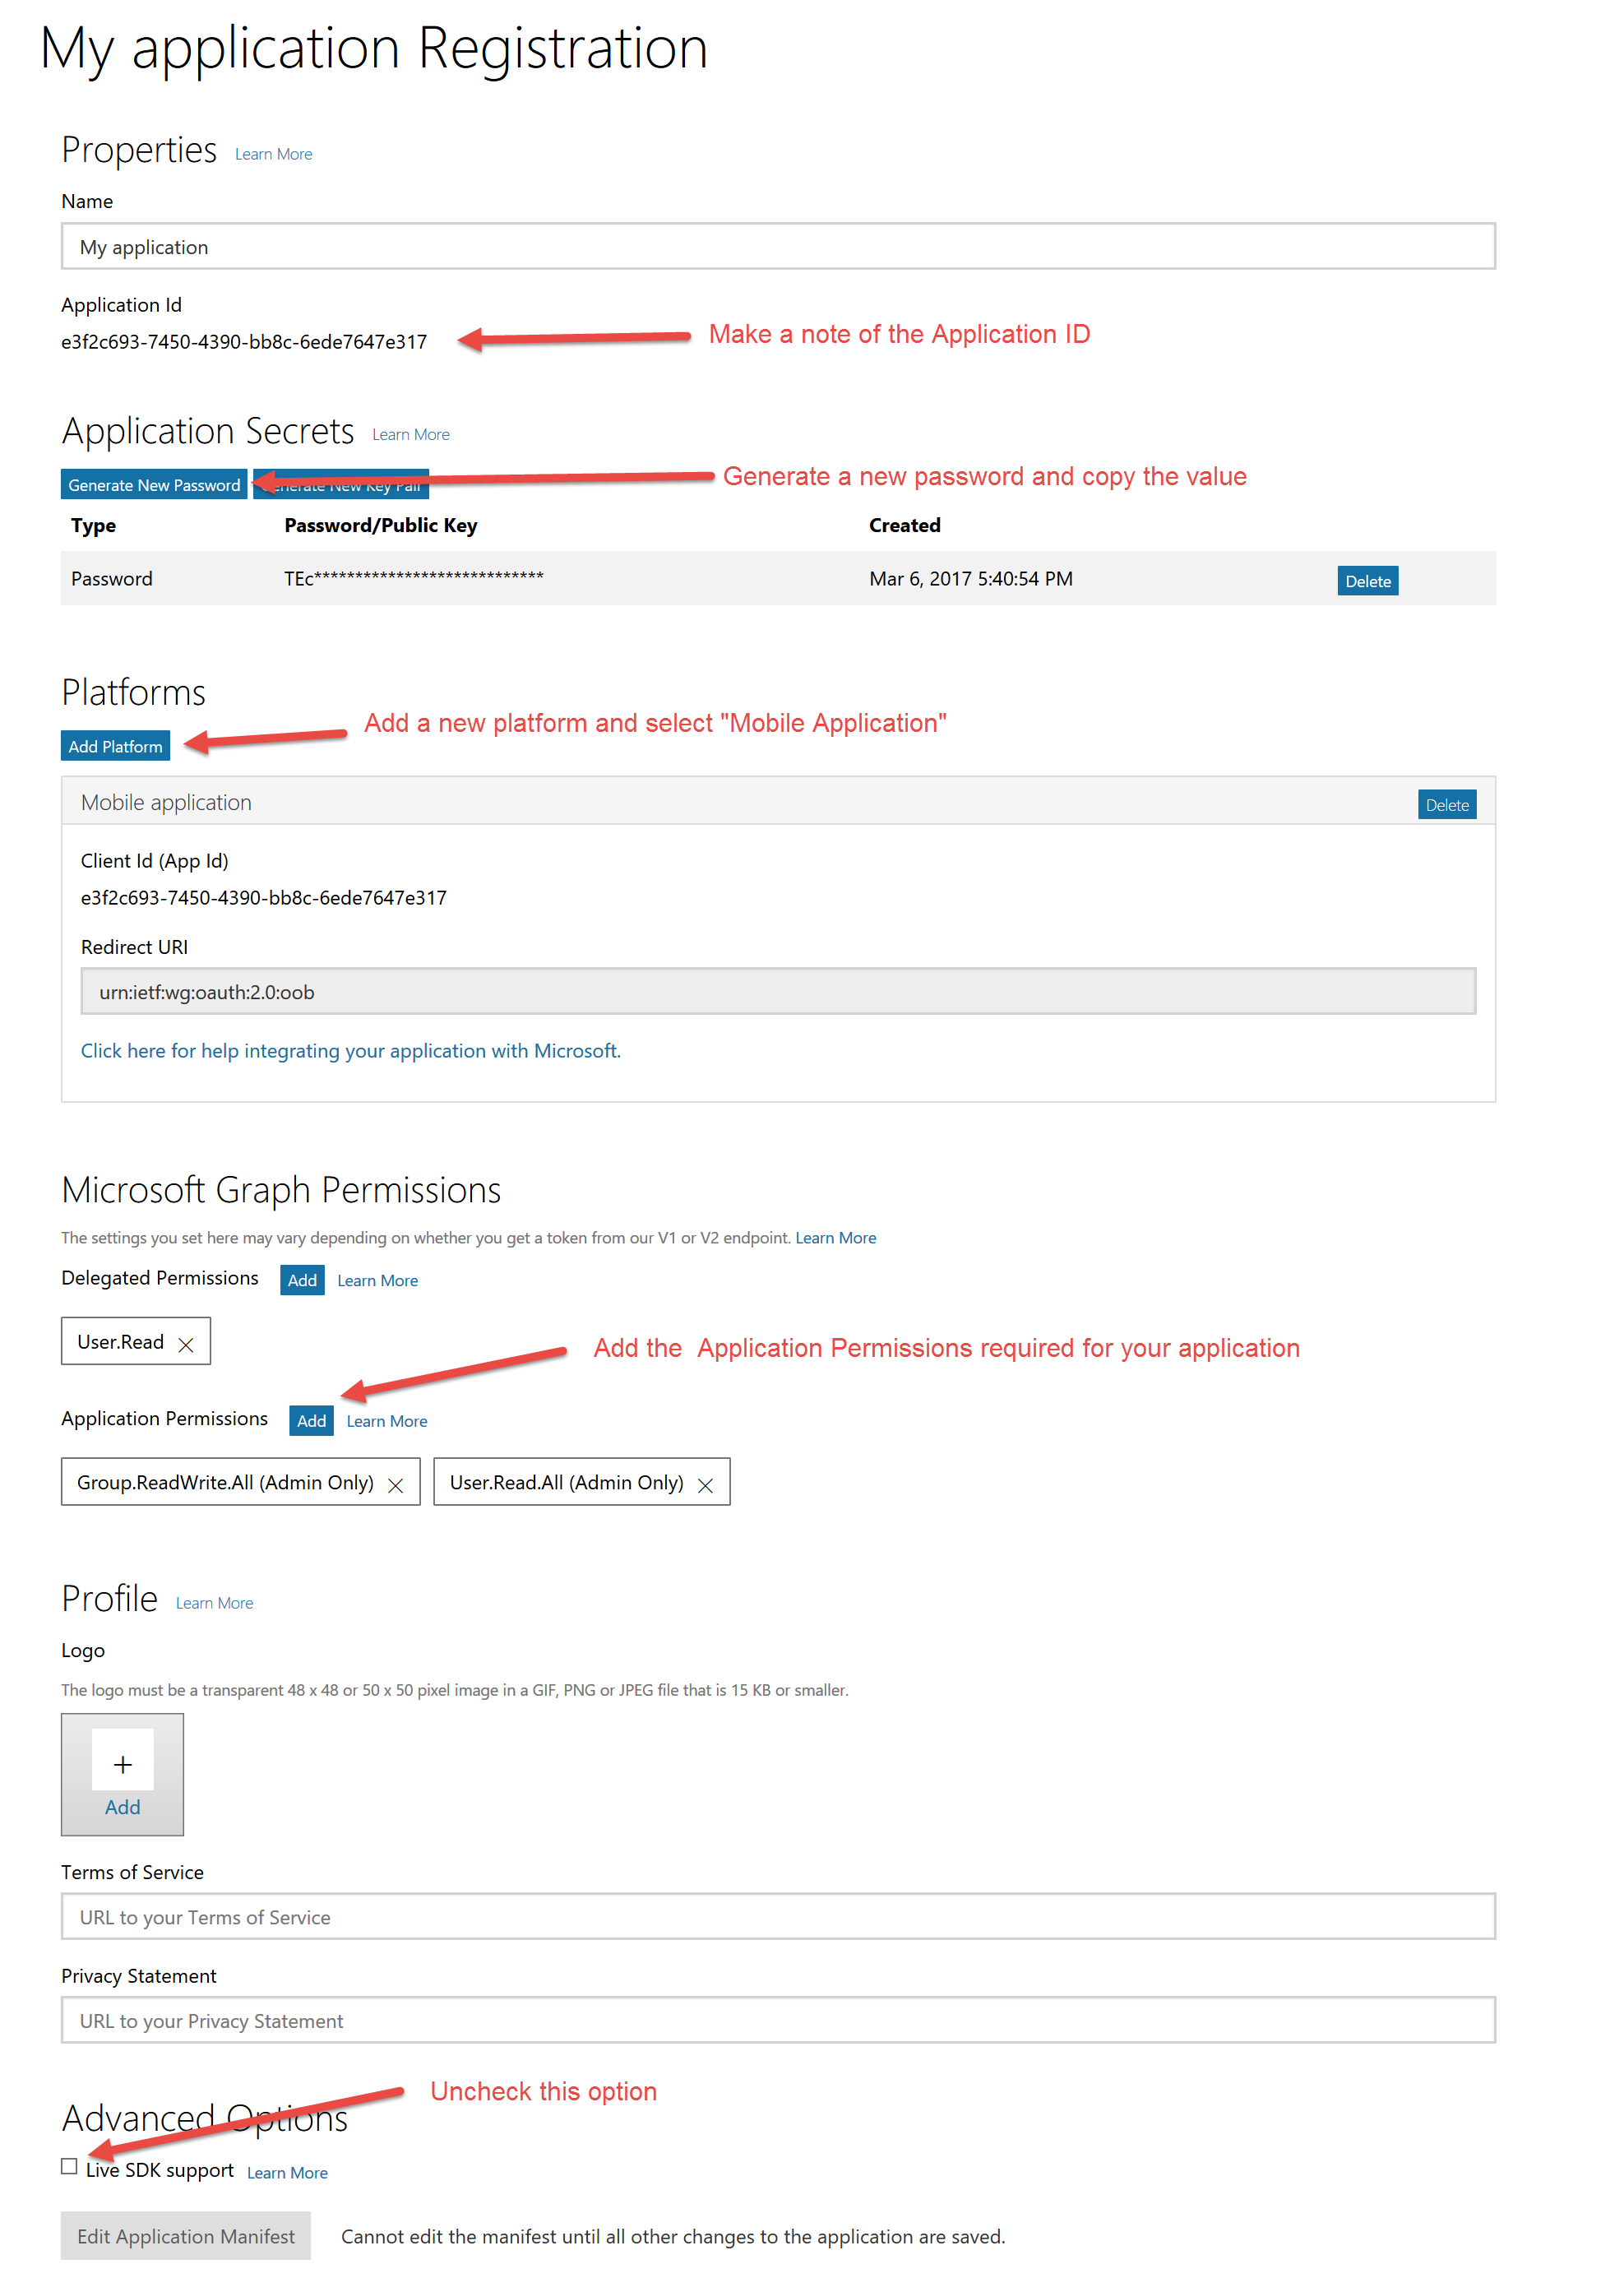 My application Registration
Properties Learn More
Name
My application
Application Id
e3f2c693-7450-4390-bb8c-6ede7647e317 Make a note of the Application ID
Application Secrets Learn More
Generate New Password Generate New Key Pair Generate a new password and copy the value
Type Password/Public Key Created
Password TEc**************************** Mar 6, 2017 5:40:54 PM Delete
Platforms
Add a new platform and select "Mobile Application"
Add Platform
Mobile application Delete
Client Id (App Id)
e3f2c693-7450-4390-bb8c-6ede7647e317
Redirect URI
urn:ietf:wg:oauth:2.0:oob
Click here for help integrating your application with Microsoft.
Microsoft Graph Permissions
The settings you set here may vary depending on whether you get a token from our V1 or V2 endpoint. Learn More
Delegated Permissions Add Learn More
User.Read
Add the Application Permissions required for your application
Application Permissions Add Learn More
Group.ReadWrite.All (Admin Only) User.Read.All (Admin Only)
Profile Learn More
Logo
The logo must be a transparent 48 x 48 or 50 x 50 pixel image in a GIF, PNG or JPEG file that is 15 KB or smaller.
+
Add
Terms of Service
URL to your Terms of Service
Privacy Statement
URL to your Privacy Statement
Uncheck this option
Advanced Options
Live SDK support Learn More
Edit Application Manifest Cannot edit the manifest until all other changes to the application are saved.